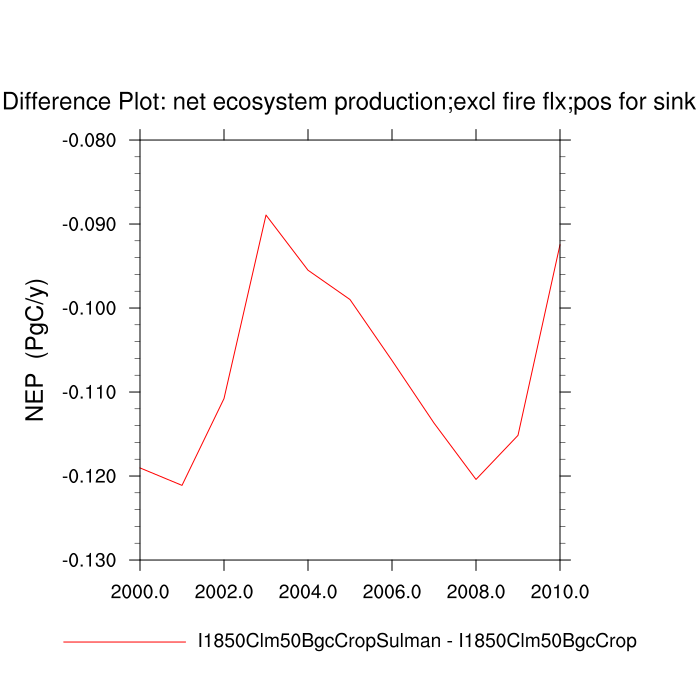 Difference Plot: net ecosystem production;excl fire flx;pos for sink
-0.080
-0.090
-0.100
-0.110
-0.120
-0.130
NEP (PgC/y)
2000.0 2002.0 2004.0 2006.0 2008.0 2010.0
I1850Clm50BgcCropSulman - I1850Clm50BgcCrop